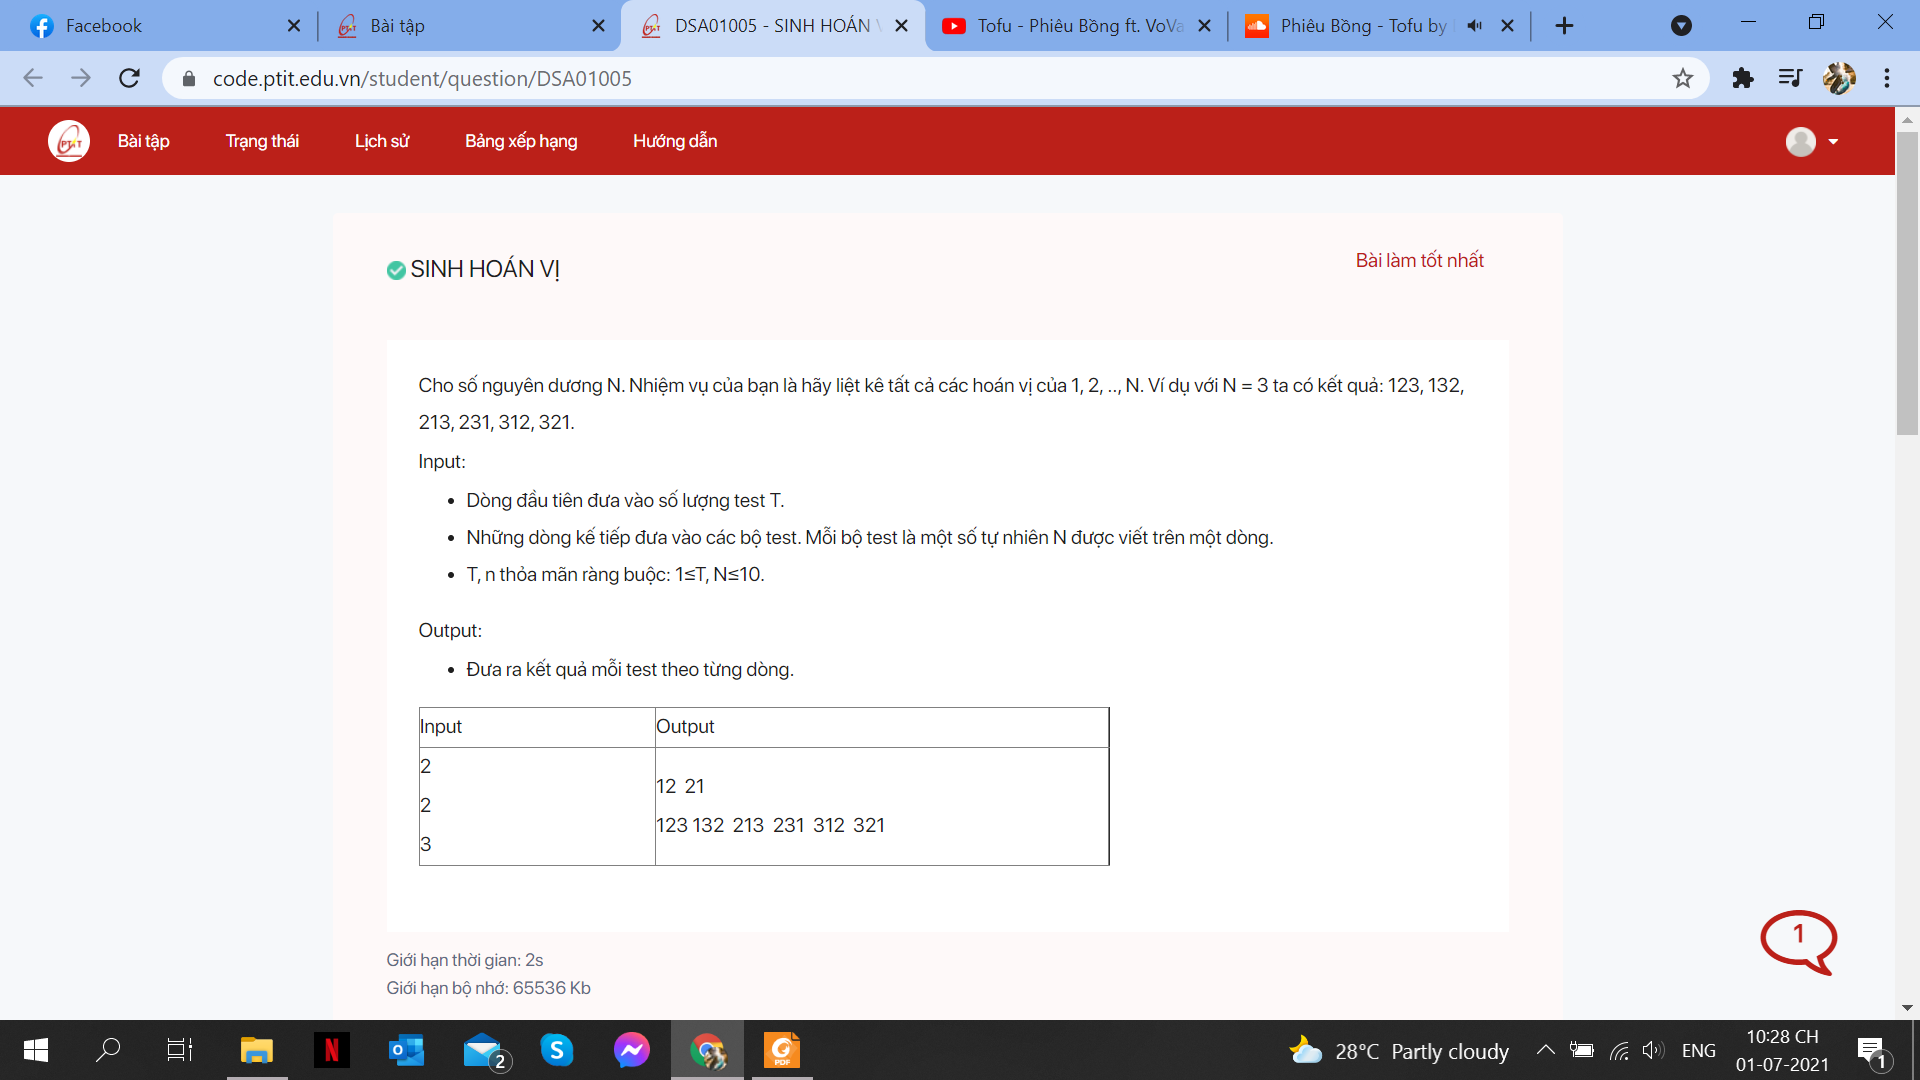 Facebook
Bài tập
DSA01005 - SINH HOÁN V
Tofu - Phiêu Bồng ft. VoVa
Phiêu Bồng - Tofu by
code.ptit.edu.vn/student/question/DSA01005
PTIT
Bài tập
Trạng thái
Lịch sử
Bảng xếp hạng
Hướng dẫn
SINH HOÁN VỊ
Bài làm tốt nhất
Cho số nguyên dương N. Nhiệm vụ của bạn là hãy liệt kê tất cả các hoán vị của 1, 2, .., N. Ví dụ với N = 3 ta có kết quả: 123, 132,
213, 231, 312, 321.
Input:
• Dòng đầu tiên đưa vào số lượng test T.
• Những dòng kế tiếp đưa vào các bộ test. Mỗi bộ test là một số tự nhiên N được viết trên một dòng.
• T, n thỏa mãn ràng buộc: 1≤T, N≤10.
Output:
• Đưa ra kết quả mỗi test theo từng dòng.
Input
Output
2
2
3
12 21
123 132 213 231 312 321
1
Giới hạn thời gian: 2s
Giới hạn bộ nhớ: 65536 Kb
N
2
S
PDF
28°C Partly cloudy
ENG
10:28 CH
01-07-2021
1